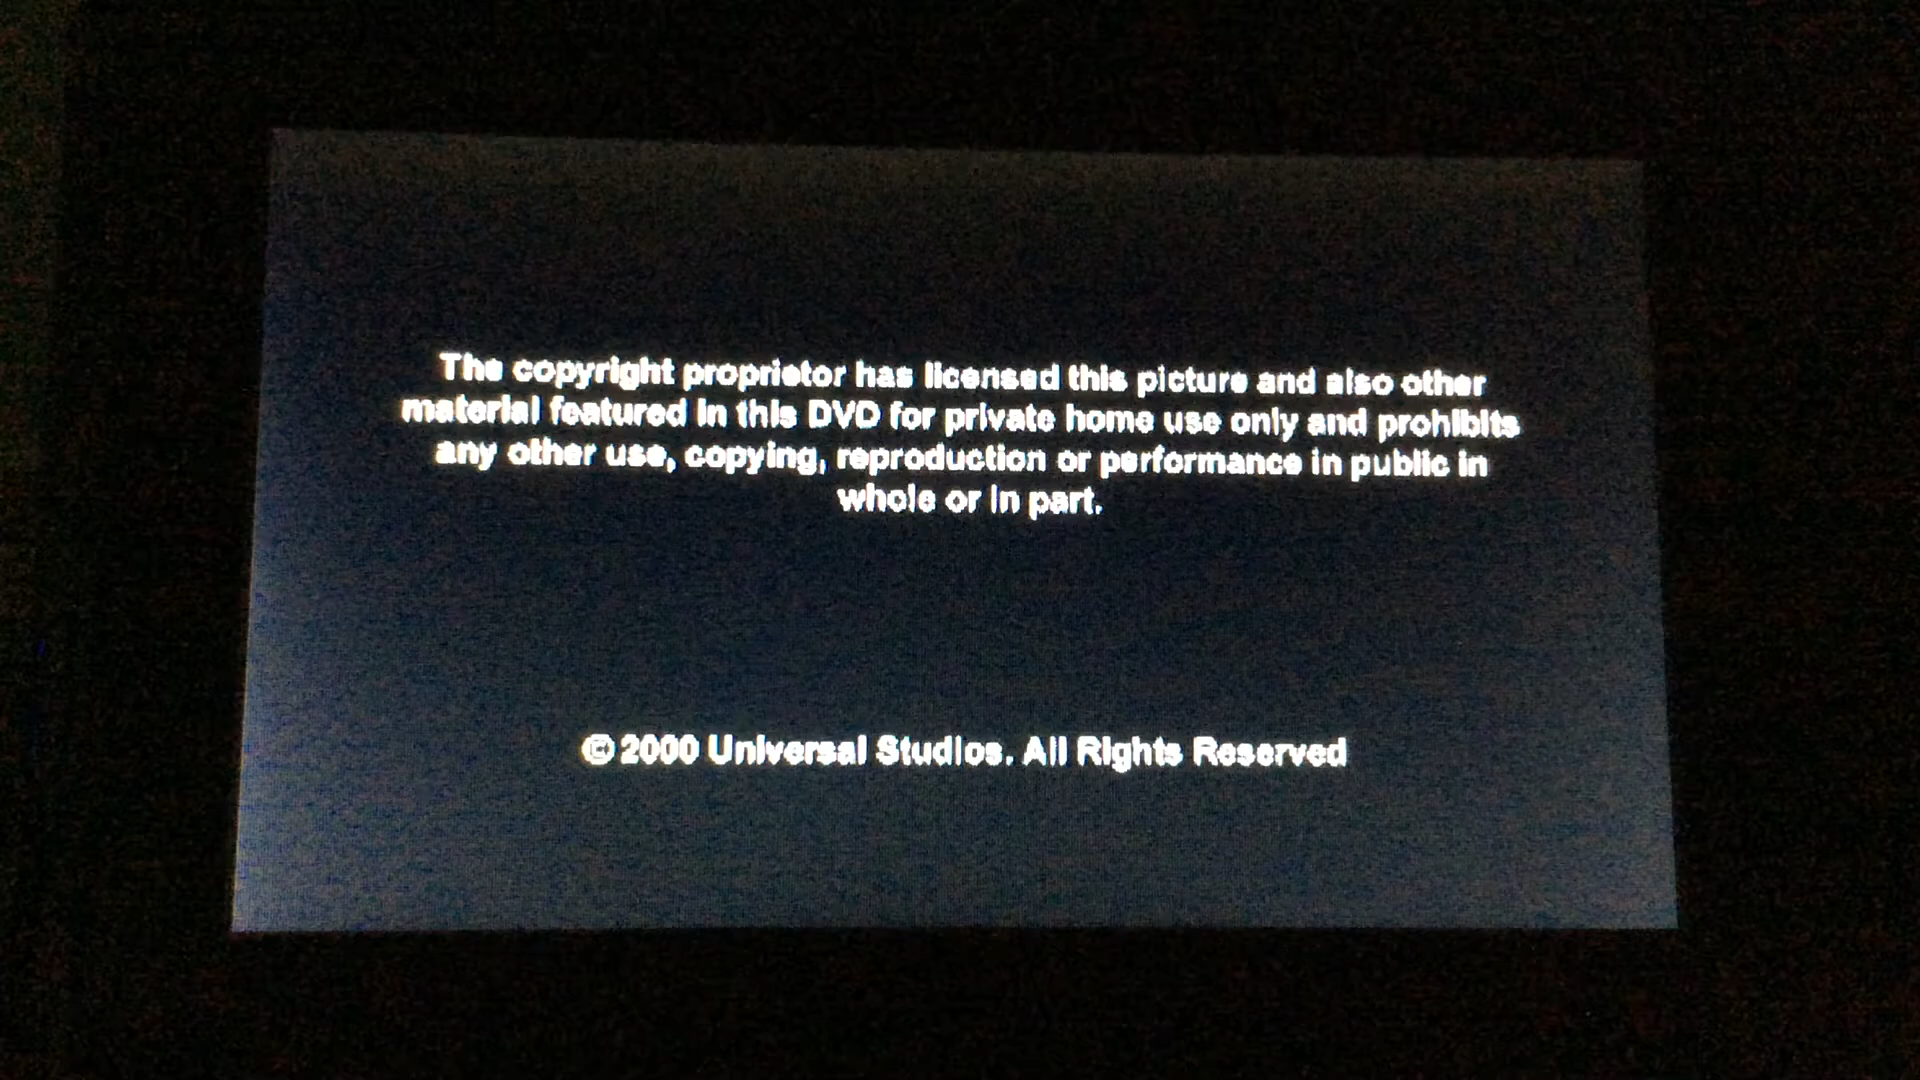 The copyright proprietor has licensed this picture and also other
material featured in this DVD for private home use only and prohibits
any other use, copying, reproduction or performance in public in
whole or in part.
© 2000 Universal Studios. All Rights Reserved